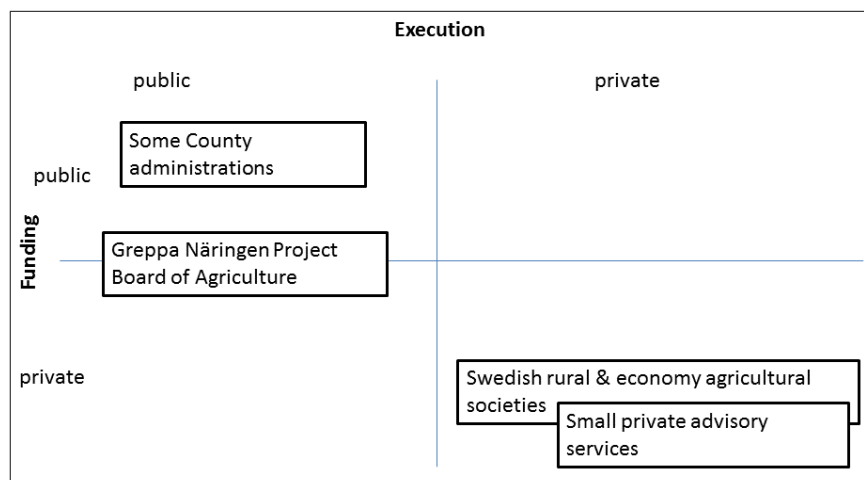 Execution
public
private
Some County
administrations
public
Funding
Greppa Näringen Project
Board of Agriculture
private
Swedish rural & economy agricultural
societies
Small private advisory
services